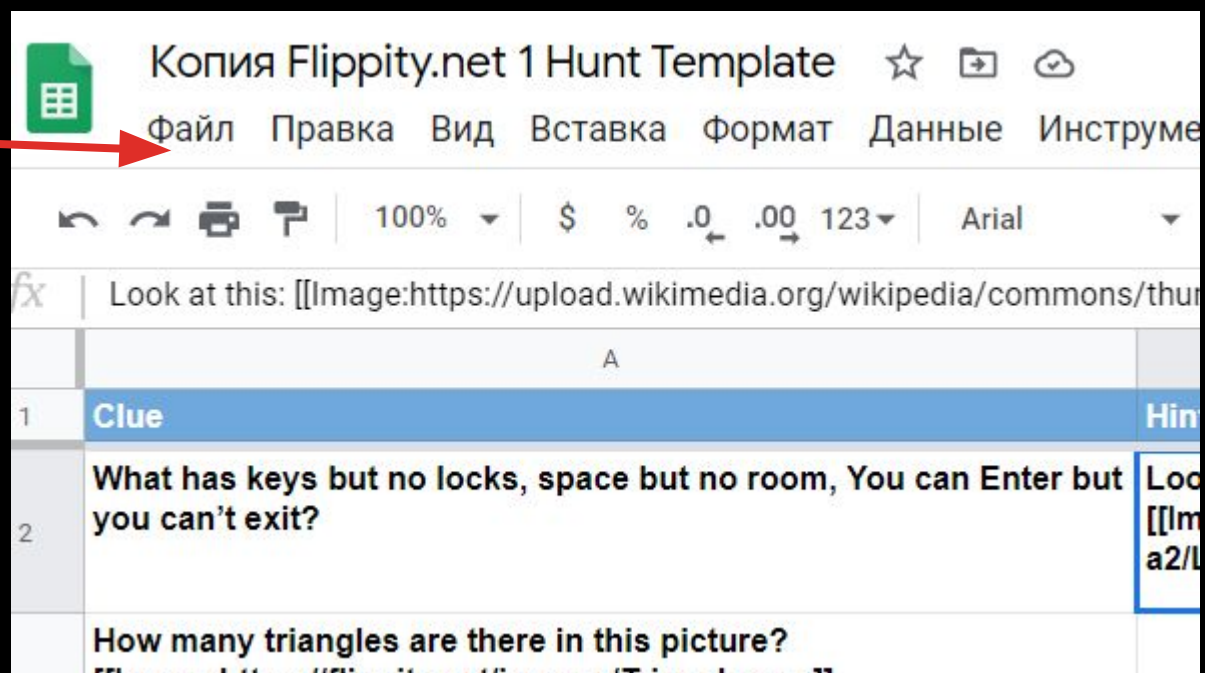 Копия Flippity.net 1 Hunt Template
Файл Правка Вид Вставка Формат Данные Инструме
100% $ % .0 .00 123 Arial
fx Look at this: [[Image:https://upload.wikimedia.org/wikipedia/commons/thu
A
1 Clue Hin
What has keys but no locks, space but no room, You can Enter but Loo
2 you can’t exit? [[Im
a2/L
How many triangles are there in this picture?